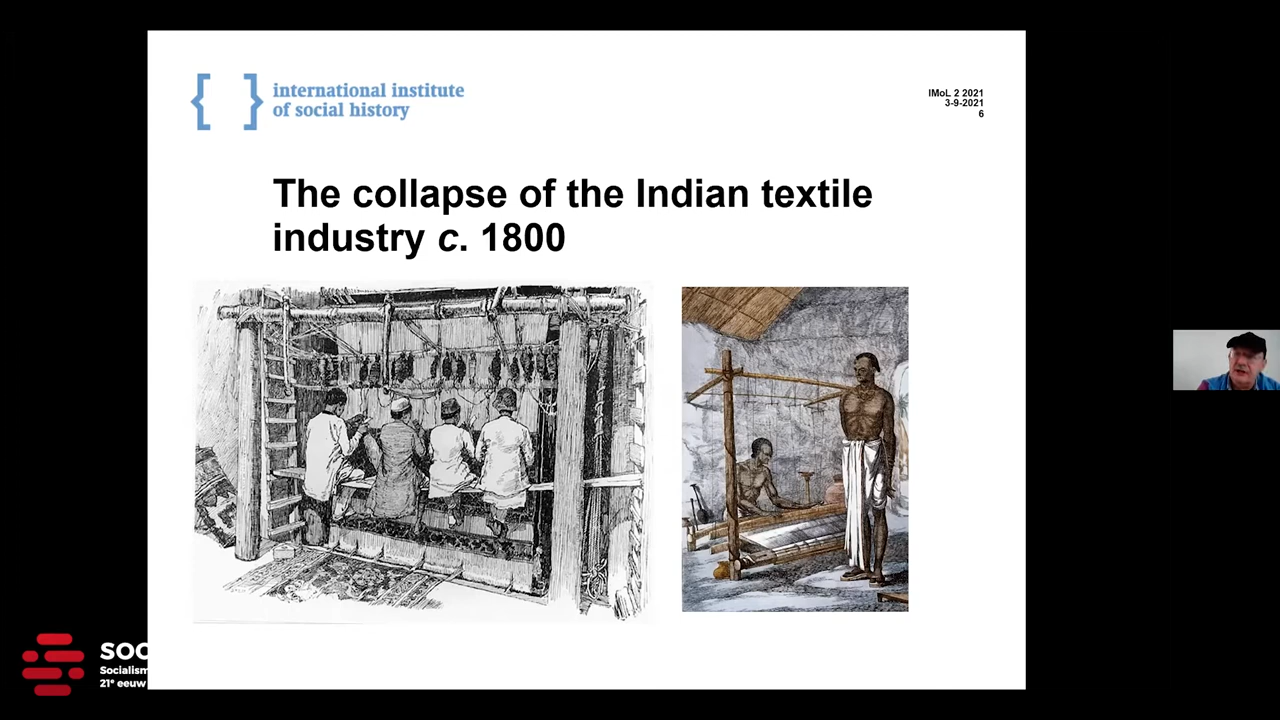 international institute
of social history
IMoL 2 2021
3-9-2021
6
The collapse of the Indian textile
industry c. 1800
SOC
Socialism
21e eeuw